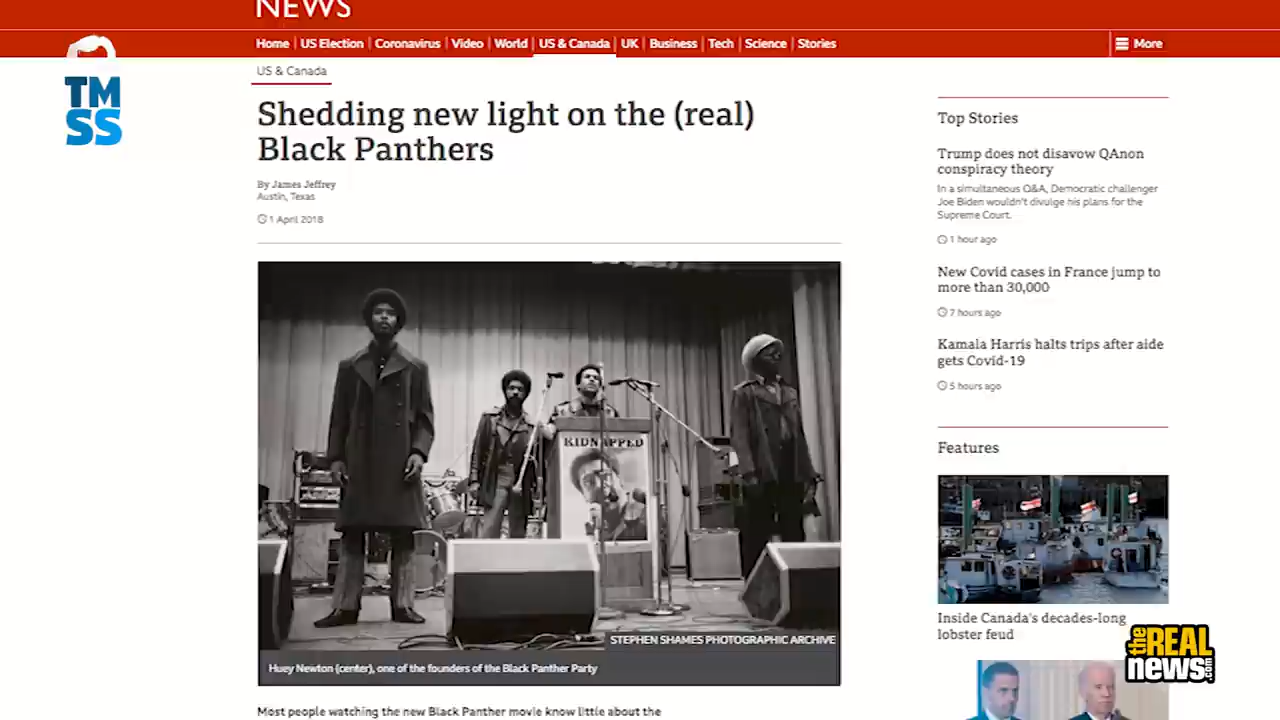 NEWS
Home
US Election
Coronavirus
Video
World
US & Canada
UK
Business
Tech
Science
Stories
More
TM
SS
US & Canada
Shedding new light on the (real)
Black Panthers
By James Jeffrey
Austin, Texas
1 April 2018
KIDNAPPED
STEPHEN SHAMES PHOTOGRAPHIC ARCHIVE
Huey Newton (center), one of the founders of the Black Panther Party
Most people watching the new Black Panther movie know little about the
Top Stories
Trump does not disavow QAnon
conspiracy theory
In a simultaneous Q&A, Democratic challenger
Joe Biden wouldn't divulge his plans for the
Supreme Court.
1 hour ago
New Covid cases in France jump to
more than 30,000
7 hours ago
Kamala Harris halts trips after aide
gets Covid-19
5 hours ago
Features
Inside Canada's decades-long
lobster feud
the REAL
news.com